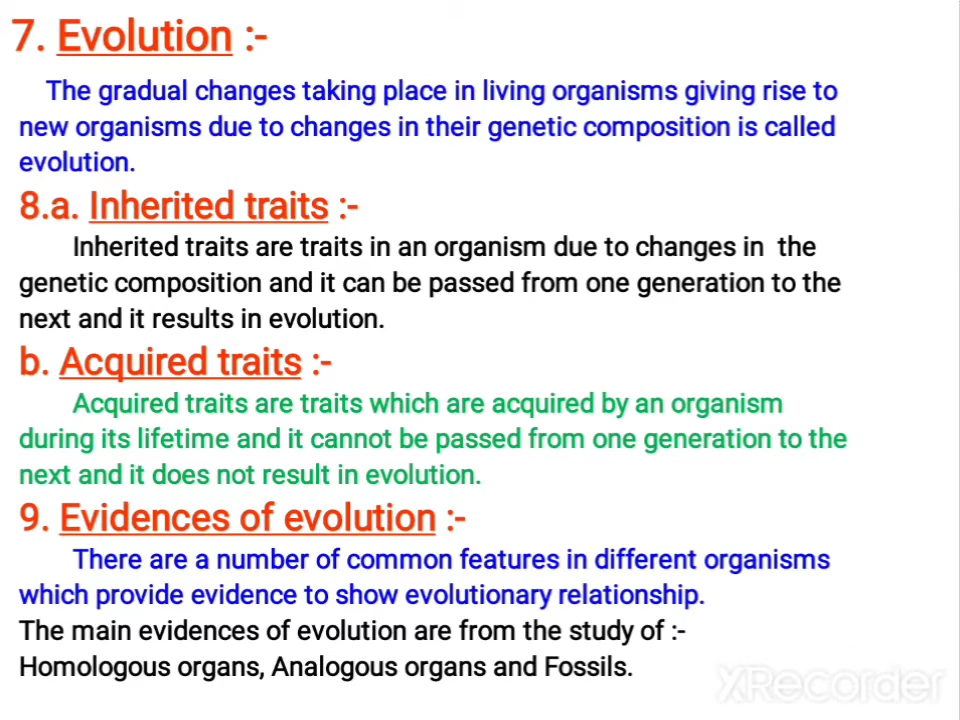 7. Evolution :-
The gradual changes taking place in living organisms giving rise to
new organisms due to changes in their genetic composition is called
evolution.
8.a. Inherited traits :-
Inherited traits are traits in an organism due to changes in the
genetic composition and it can be passed from one generation to the
next and it results in evolution.
b. Acquired traits :-
Acquired traits are traits which are acquired by an organism
during its lifetime and it cannot be passed from one generation to the
next and it does not result in evolution.
9. Evidences of evolution :-
There are a number of common features in different organisms
which provide evidence to show evolutionary relationship.
The main evidences of evolution are from the study of :-
Homologous organs, Analogous organs and Fossils.
XRecorder